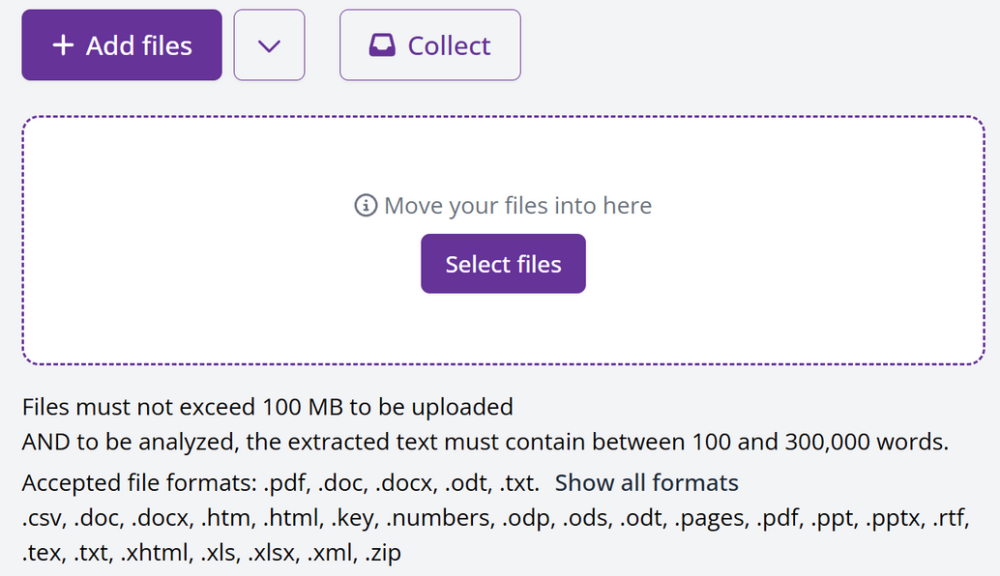 + Add files
Collect
Move your files into here
Select files
Files must not exceed 100 MB to be uploaded
AND to be analyzed, the extracted text must contain between 100 and 300,000 words.
Accepted file formats: .pdf, .doc, .docx, .odt, .txt. Show all formats
.csv, .doc, .docx, .htm, .html, .key, .numbers, .odp, .ods, .odt, .pages, .pdf, .ppt, .pptx, .rtf,
.tex, .txt, .xhtml, .xls, .xlsx, .xml, .zip